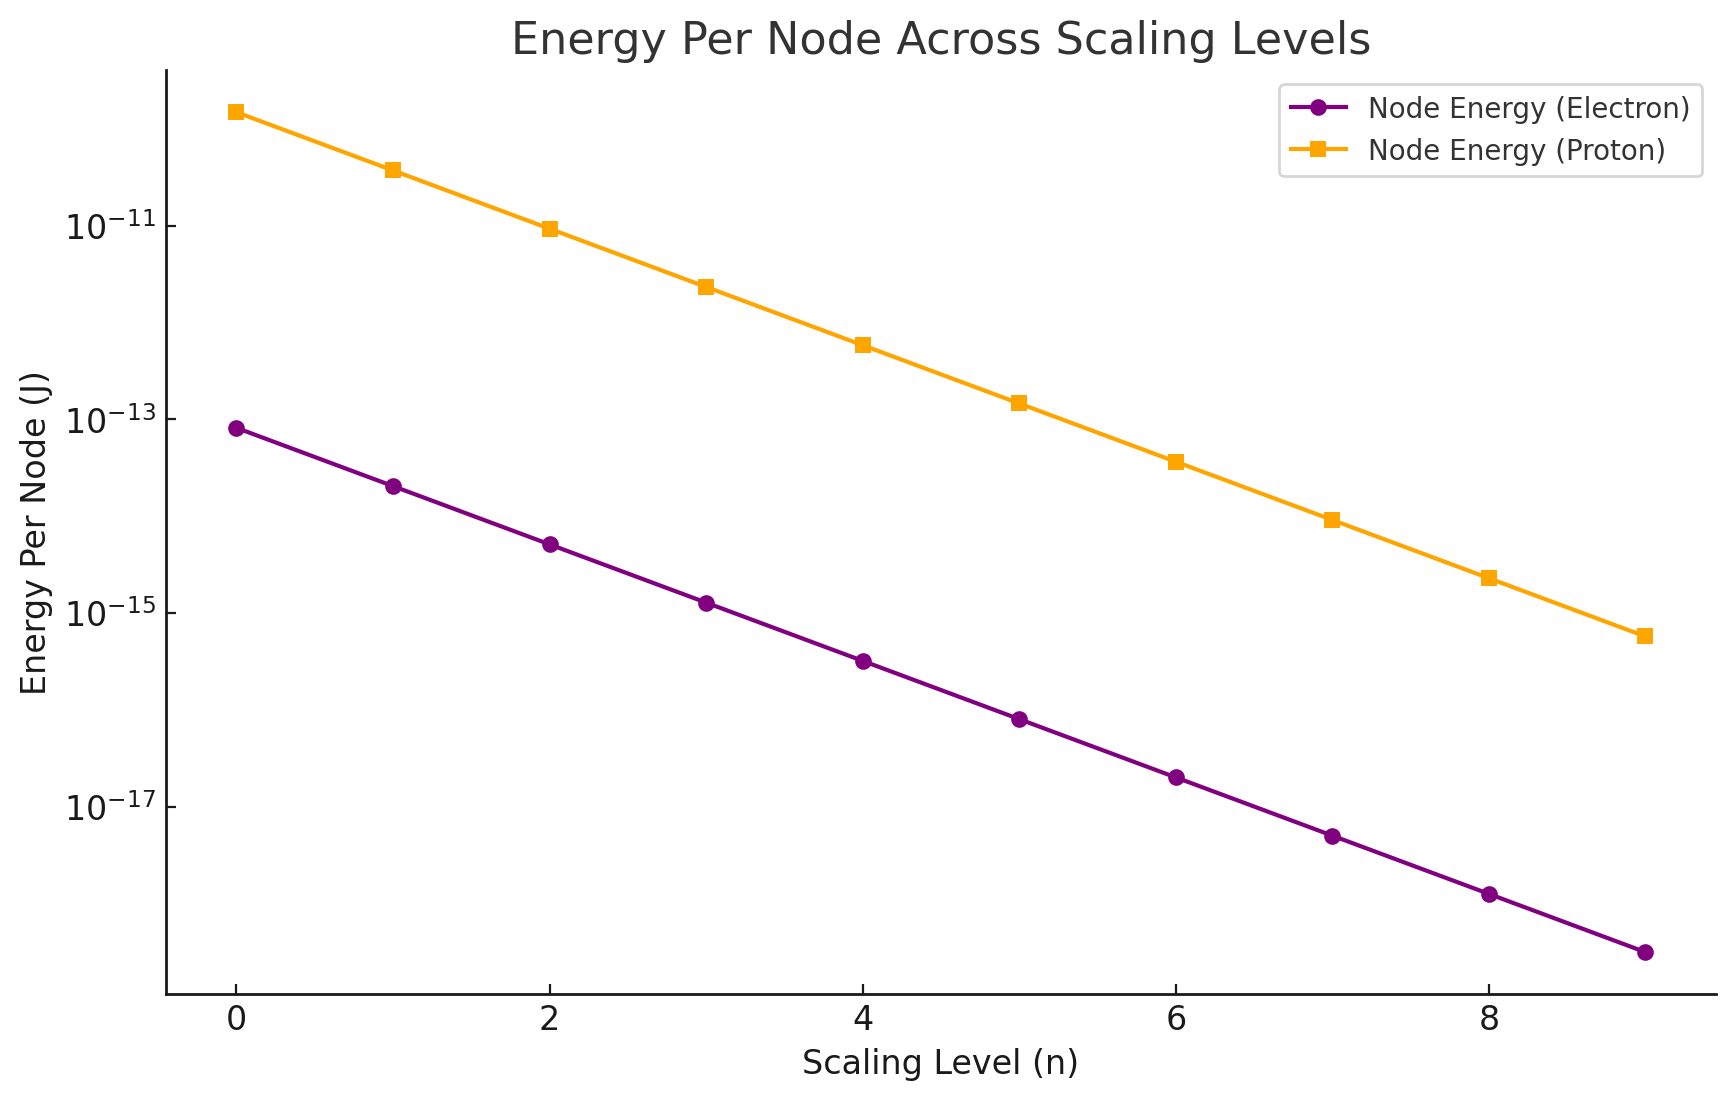 Energy Per Node Across Scaling Levels
Node Energy (Electron)
Node Energy (Proton)
Energy Per Node (J)
10⁻¹¹
10⁻¹³
10⁻¹⁵
10⁻¹⁷
0 2 4 6 8
Scaling Level (n)